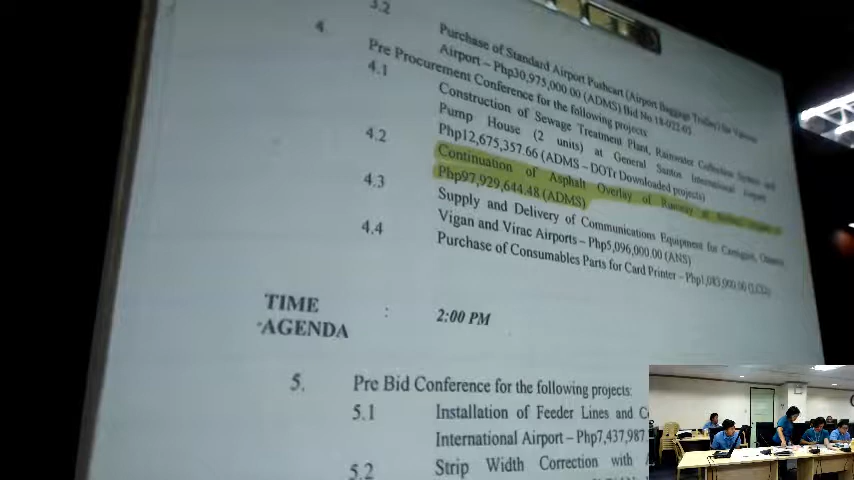 3.2 Purchase of Standard Airport Pushcart (Airport Baggage Trolley) for Various
Airport – Php30,975,000.00 (ADMS) Bid No 18-022-03
4 Pre Procurement Conference for the following projects
4.1 Construction of Sewage Treatment Plant, Rainwater Collection System and
Pump House (2 units) at General Santos International Airport
Php12,675,357.66 (ADMS – DOTr Downloaded projects)
4.2 Continuation of Asphalt Overlay of Runway at
Php97,929,644.48 (ADMS)
4.3 Supply and Delivery of Communications Equipment for Camiguin,
Vigan and Virac Airports – Php5,096,000.00 (ANS)
4.4 Purchase of Consumables Parts for Card Printer – Php1,083,000.00
TIME : 2:00 PM
AGENDA
5. Pre Bid Conference for the following projects:
5.1 Installation of Feeder Lines and C
International Airport – Php7,437,987
5.2 Strip Width Correction with